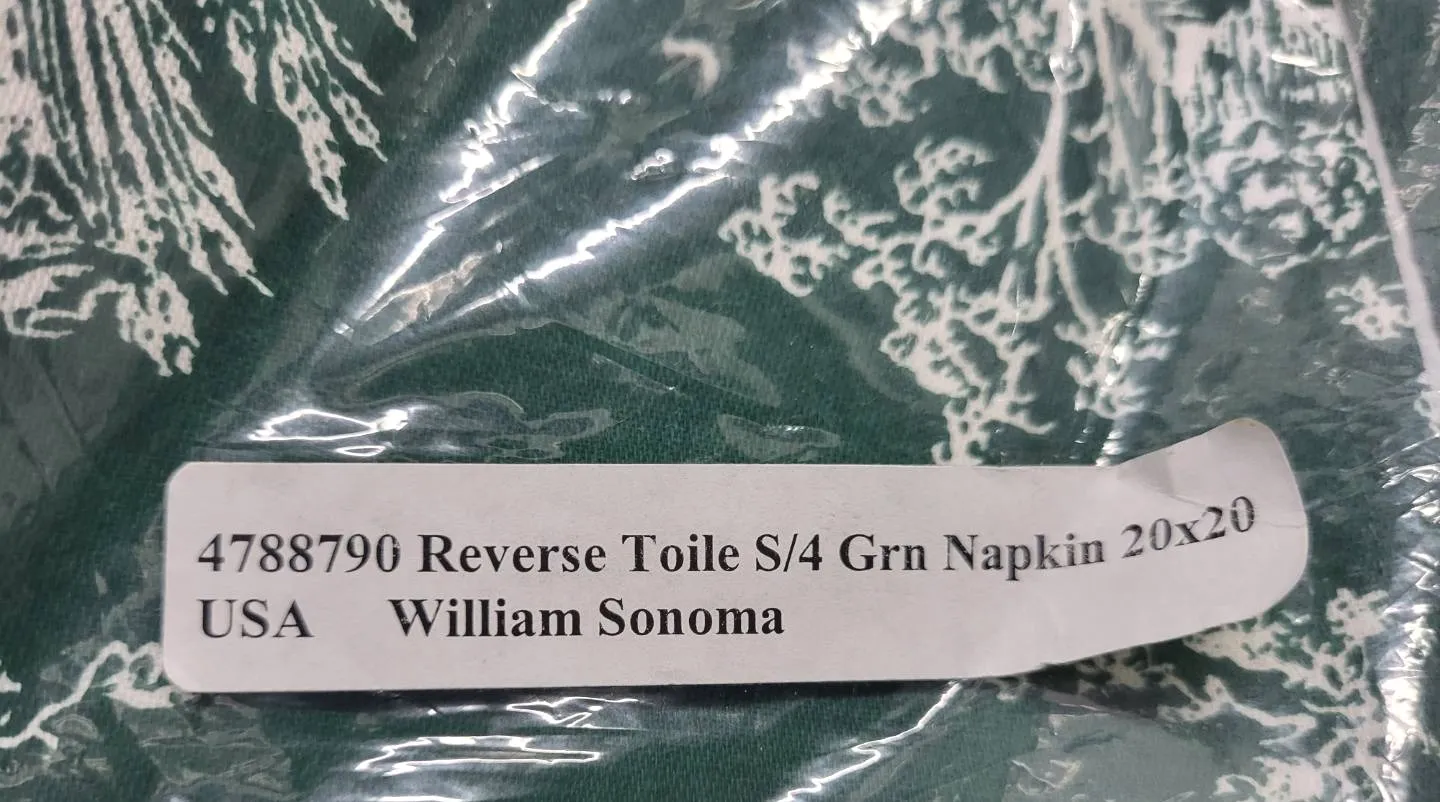 4788790 Reverse Toile S/4 Grn Napkin 20x20
USA William Sonoma